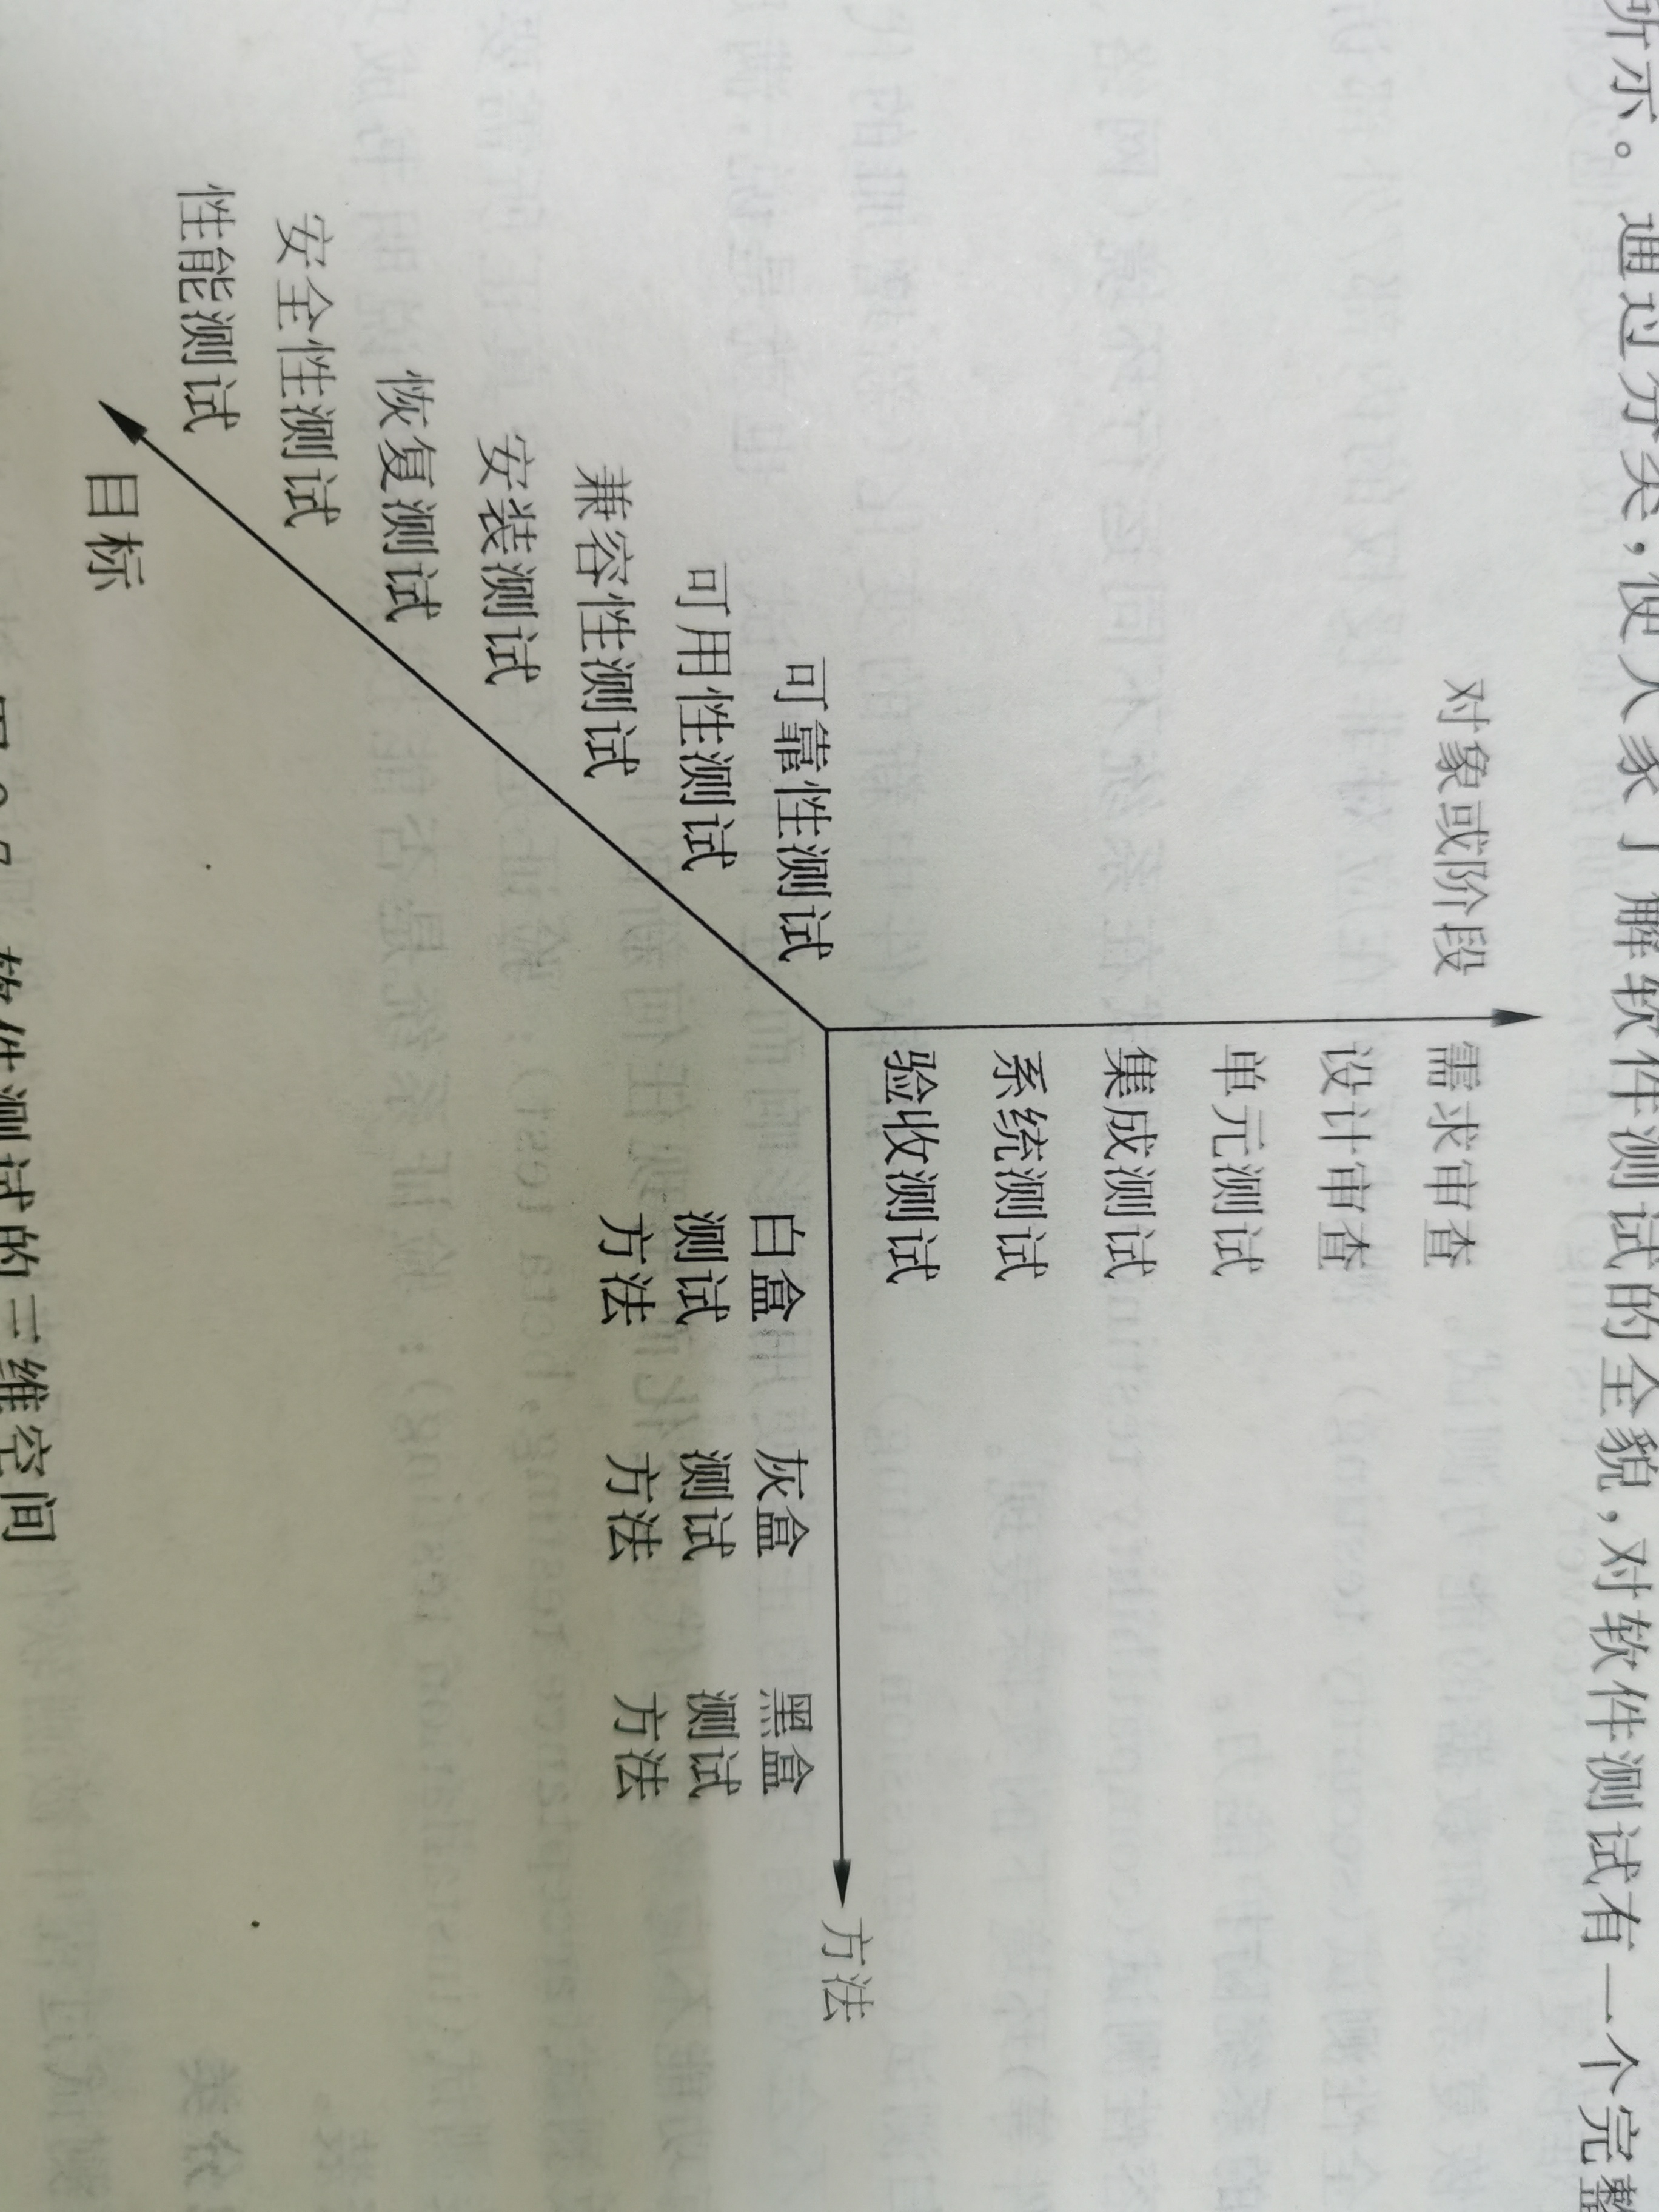 所示。通过分类,使大家了解软件测试的全貌,对软件测试有一个完整
对象或阶段
需求审查
设计审查
单元测试
集成测试
系统测试
验收测试
可靠性测试
可用性测试
兼容性测试
安装测试
恢复测试
安全性测试
性能测试
目标
白盒
测试
方法
灰盒
测试
方法
黑盒
测试
方法
方法
软件测试的三维空间